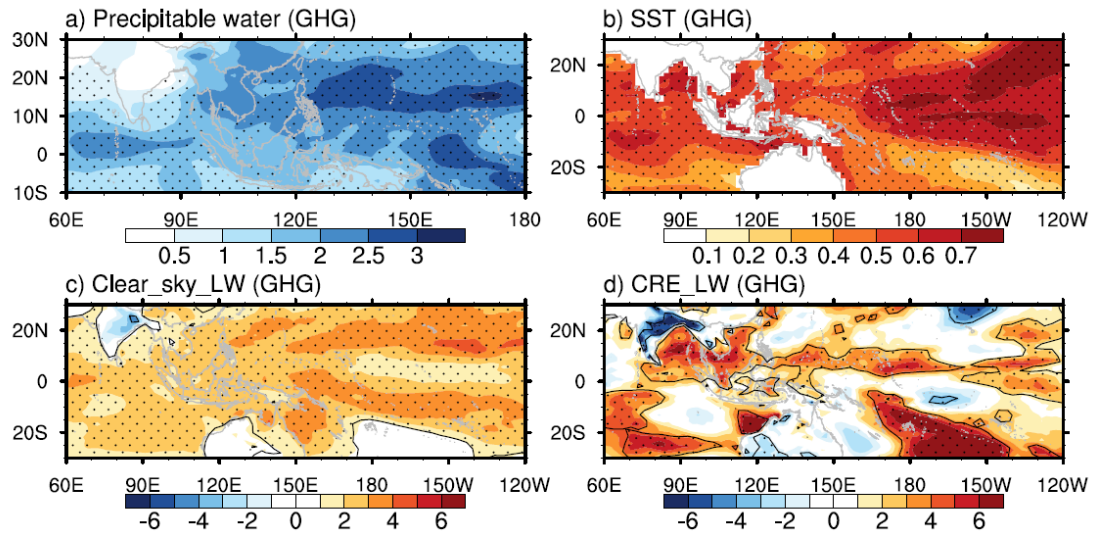 a) Precipitable water (GHG)
30N
20N
10N
0
10S
60E 90E 120E 150E 180
0.5 1 1.5 2 2.5 3
b) SST (GHG)
20N
0
20S
60E 90E 120E 150E 180 150W 120W
0.1 0.2 0.3 0.4 0.5 0.6 0.7
c) Clear_sky_LW (GHG)
20N
0
20S
60E 90E 120E 150E 180 150W 120W
-6 -4 -2 0 2 4 6
d) CRE_LW (GHG)
20N
0
20S
60E 90E 120E 150E 180 150W 120W
-6 -4 -2 0 2 4 6